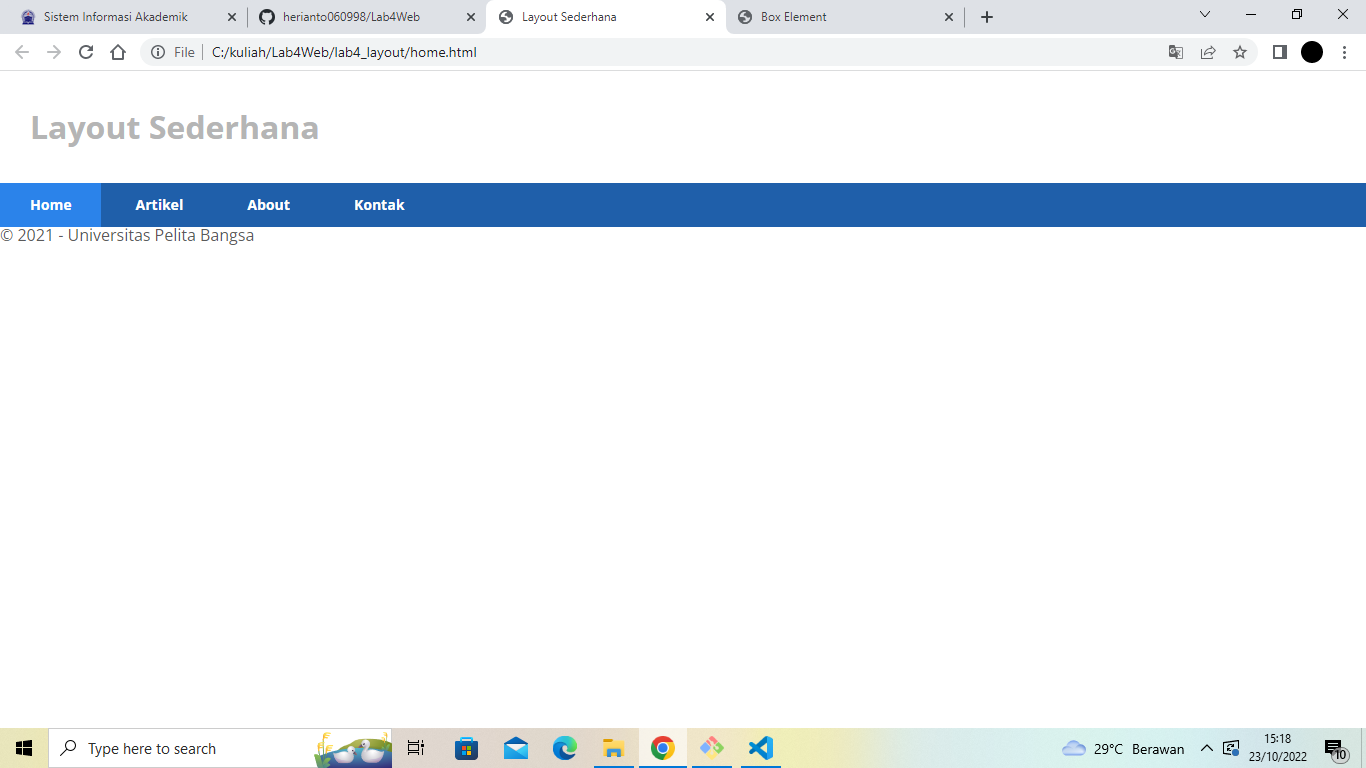 Sistem Informasi Akademik
herianto060998/Lab4Web
Layout Sederhana
Box Element
File
C:/kuliah/Lab4Web/lab4_layout/home.html
Layout Sederhana
Home Artikel About Kontak
© 2021 - Universitas Pelita Bangsa
Type here to search
29°C Berawan
15:18
23/10/2022
10